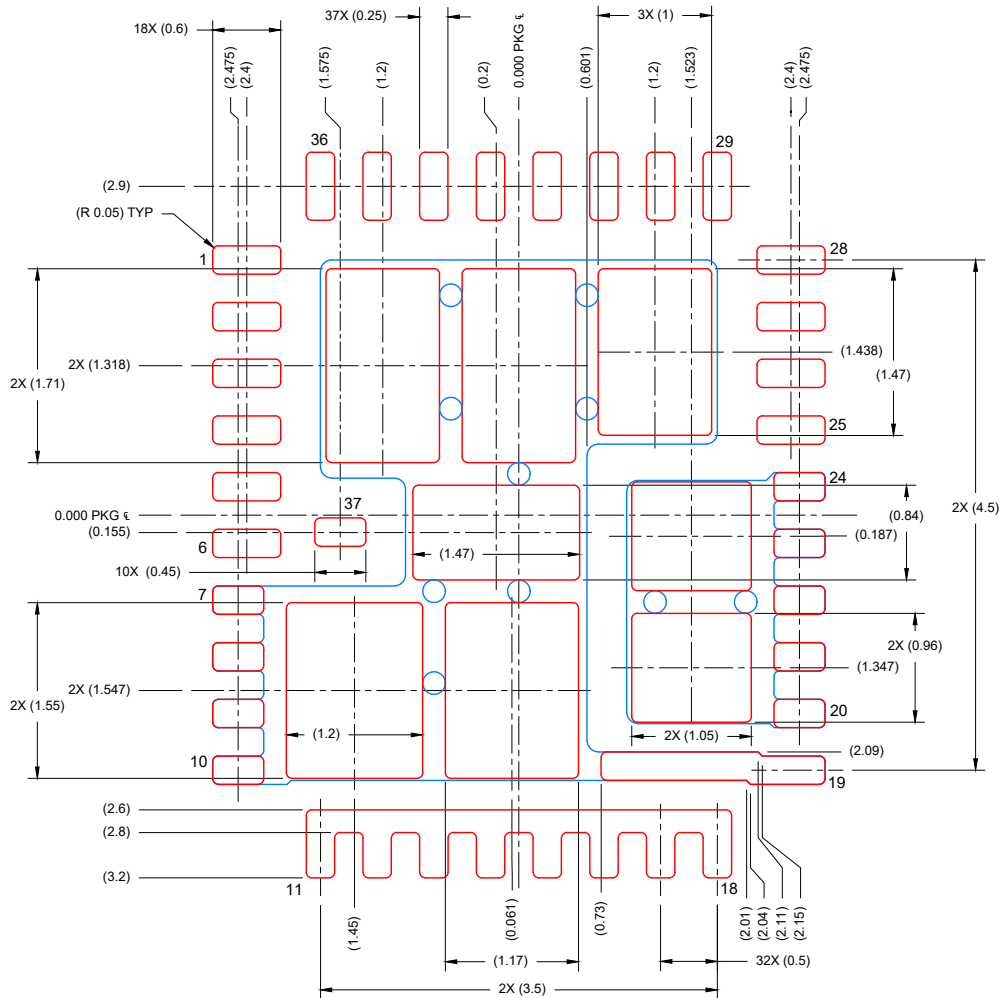 18X (0.6)
37X (0.25)
3X (1)
(2.475)
(2.4)
(1.575)
(1.2)
(0.2)
0.000 PKG ℄
(0.601)
(1.2)
(1.523)
(2.4)
(2.475)
36
29
(2.9)
(R 0.05) TYP
1
28
2X (1.318)
2X (1.71)
(1.438)
(1.47)
25
24
37
0.000 PKG ℄
(0.155)
6
(1.47)
10X (0.45)
(0.84)
(0.187)
2X (4.5)
7
2X (0.96)
(1.347)
2X (1.547)
2X (1.55)
(1.2)
2X (1.05)
20
10
(2.09)
19
(2.6)
(2.8)
(3.2)
11
18
(1.45)
(0.061)
(0.73)
(2.01)
(2.04)
(2.11)
(2.15)
(1.17)
32X (0.5)
2X (3.5)